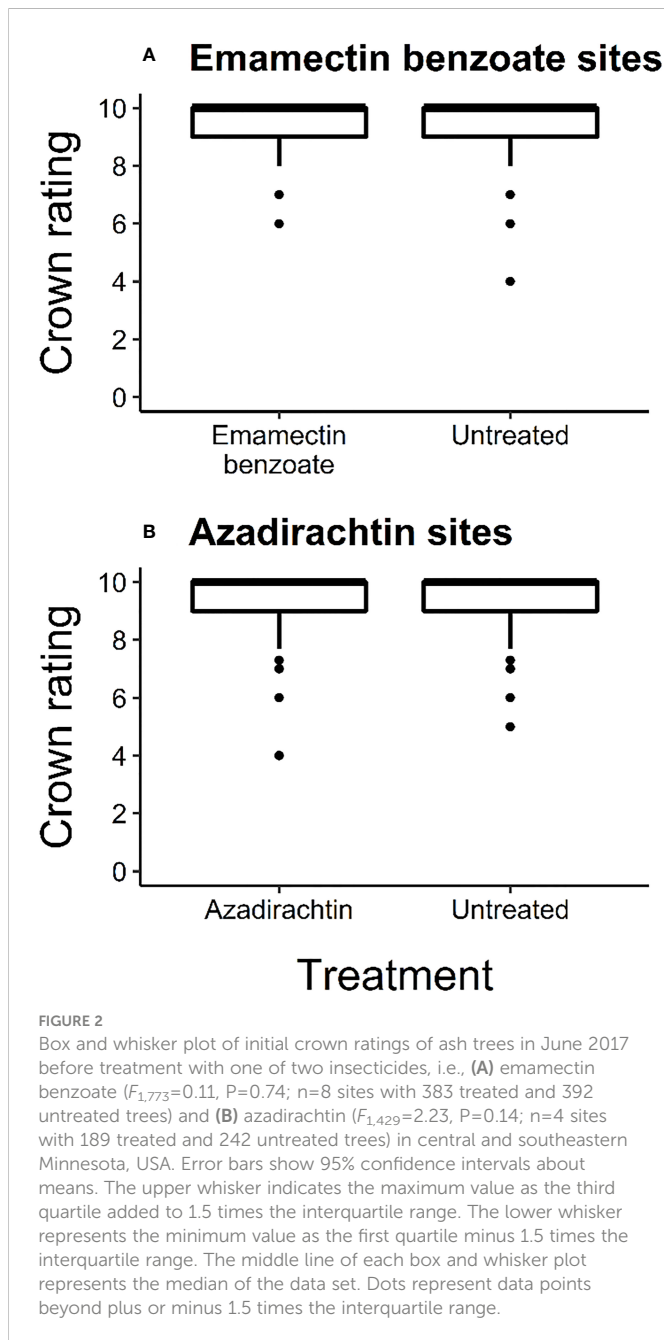 A Emamectin benzoate sites
Crown rating
10
8
6
4
2
0
Emamectin
benzoate
Untreated
B Azadirachtin sites
Crown rating
10
8
6
4
2
0
Azadirachtin
Untreated
Treatment
FIGURE 2
Box and whisker plot of initial crown ratings of ash trees in June 2017
before treatment with one of two insecticides, i.e., (A) emamectin
benzoate (F1,773=0.11, P=0.74; n=8 sites with 383 treated and 392
untreated trees) and (B) azadirachtin (F1,429=2.23, P=0.14; n=4 sites
with 189 treated and 242 untreated trees) in central and southeastern
Minnesota, USA. Error bars show 95% confidence intervals about
means. The upper whisker indicates the maximum value as the third
quartile added to 1.5 times the interquartile range. The lower whisker
represents the minimum value as the first quartile minus 1.5 times the
interquartile range. The middle line of each box and whisker plot
represents the median of the data set. Dots represent data points
beyond plus or minus 1.5 times the interquartile range.